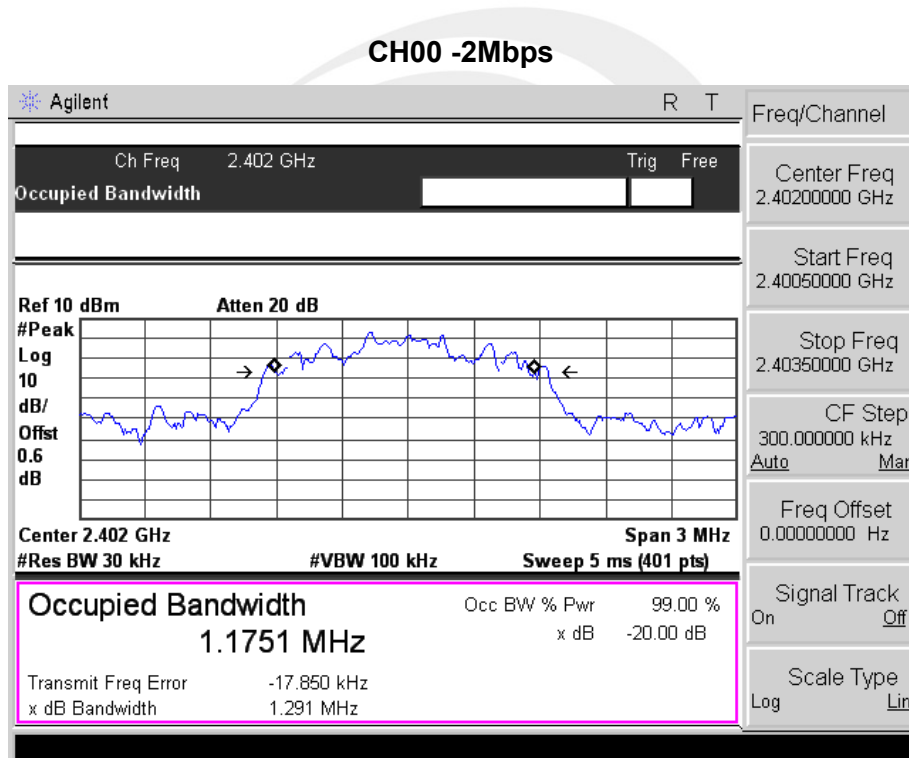 CH00 -2Mbps
Agilent R T
Freq/Channel
Ch Freq 2.402 GHz Trig Free
Occupied Bandwidth
Center Freq
2.40200000 GHz
Start Freq
2.40050000 GHz
Stop Freq
2.40350000 GHz
CF Step
300.000000 kHz
Auto Man
Freq Offset
0.00000000 Hz
Signal Track
On Off
Scale Type
Log Lin
Ref 10 dBm Atten 20 dB
#Peak
Log
10
dB/
Offst
0.6
dB
Center 2.402 GHz Span 3 MHz
#Res BW 30 kHz #VBW 100 kHz Sweep 5 ms (401 pts)
Occupied Bandwidth Occ BW % Pwr 99.00 %
1.1751 MHz x dB -20.00 dB
Transmit Freq Error -17.850 kHz
x dB Bandwidth 1.291 MHz